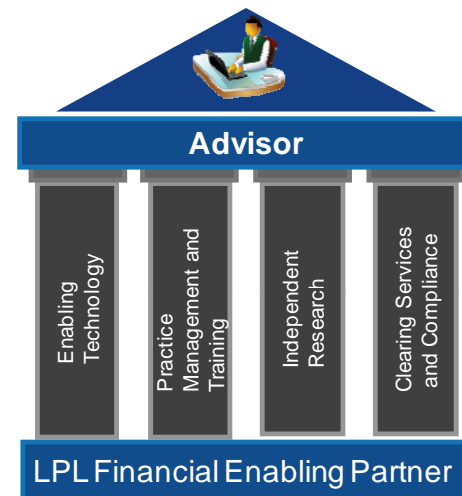 Advisor
Enabling
Technology
Practice
Management and
Training
Independent
Research
Clearing Services
and Compliance
LPL Financial Enabling Partner